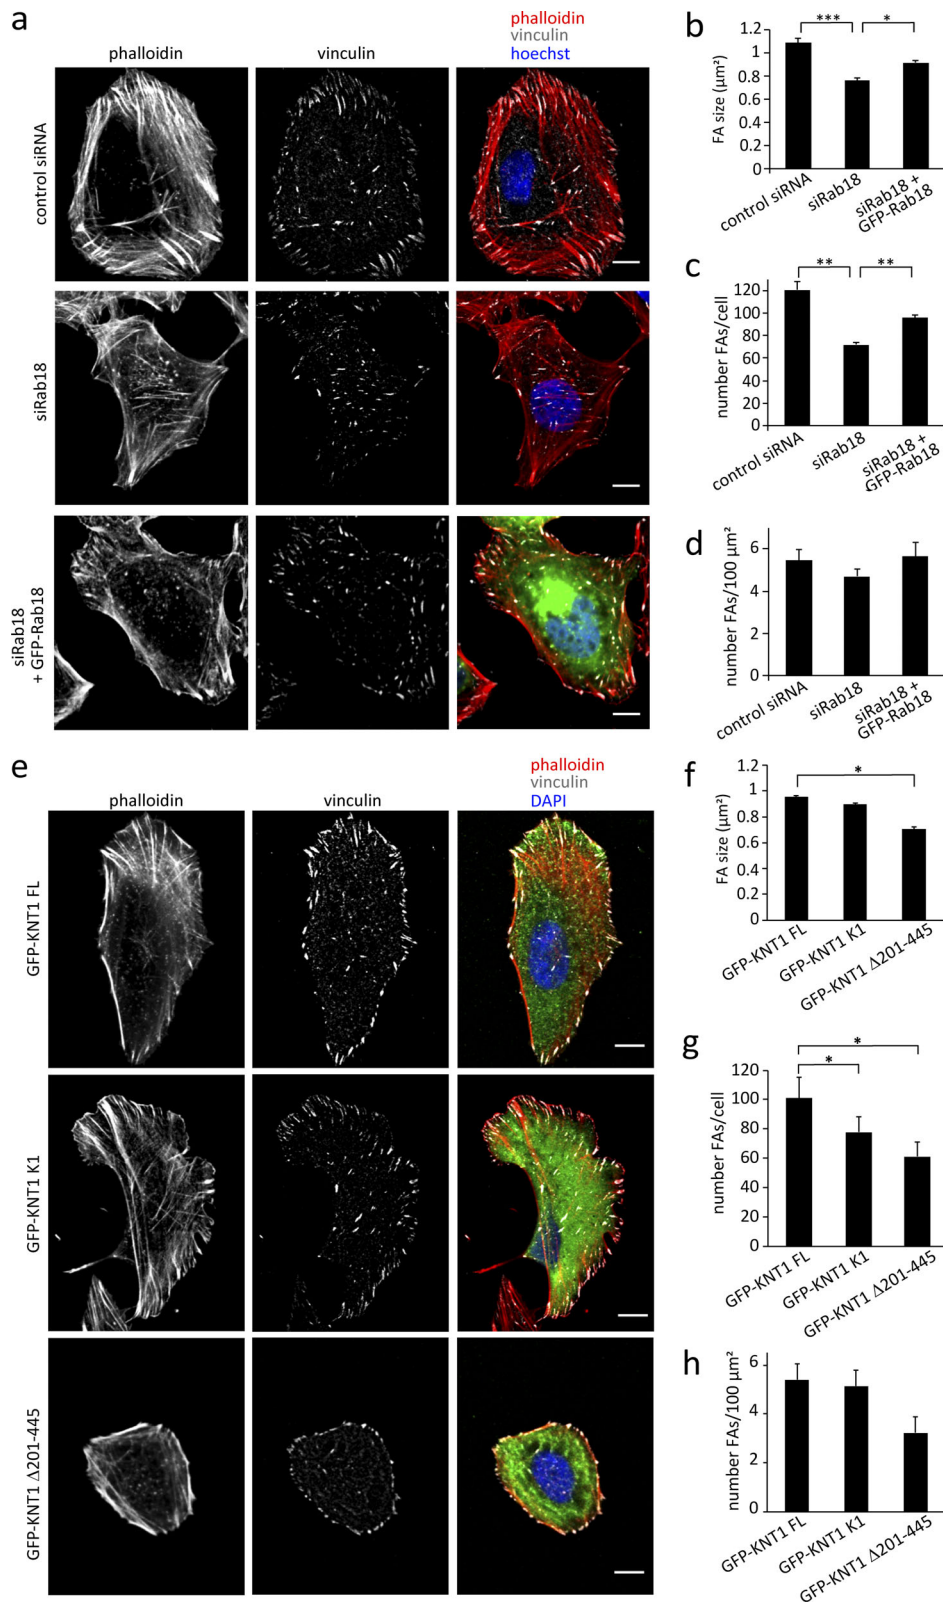 a
phalloidin
vinculin
phalloidin
vinculin
hoechst
control siRNA
siRab18
siRab18
+ GFP-Rab18
b
***
*
1.2
1
0.8
0.6
0.4
0.2
0
FA size (µm²)
control siRNA
siRab18
siRab18 +
GFP-Rab18
c
**
**
120
100
80
60
40
20
0
number FAs/cell
control siRNA
siRab18
siRab18 +
GFP-Rab18
d
6
4
2
0
number FAs/100 µm²
control siRNA
siRab18
siRab18 +
GFP-Rab18
e
phalloidin
vinculin
phalloidin
vinculin
DAPI
GFP-KNT1 FL
GFP-KNT1 K1
GFP-KNT1 Δ201-445
f
*
1.2
1
0.8
0.6
0.4
0.2
0
FA size (µm²)
GFP-KNT1 FL
GFP-KNT1 K1
GFP-KNT1 Δ201-445
g
*
*
120
100
80
60
40
20
0
number FAs/cell
GFP-KNT1 FL
GFP-KNT1 K1
GFP-KNT1 Δ201-445
h
6
4
2
0
number FAs/100 µm²
GFP-KNT1 FL
GFP-KNT1 K1
GFP-KNT1 Δ201-445